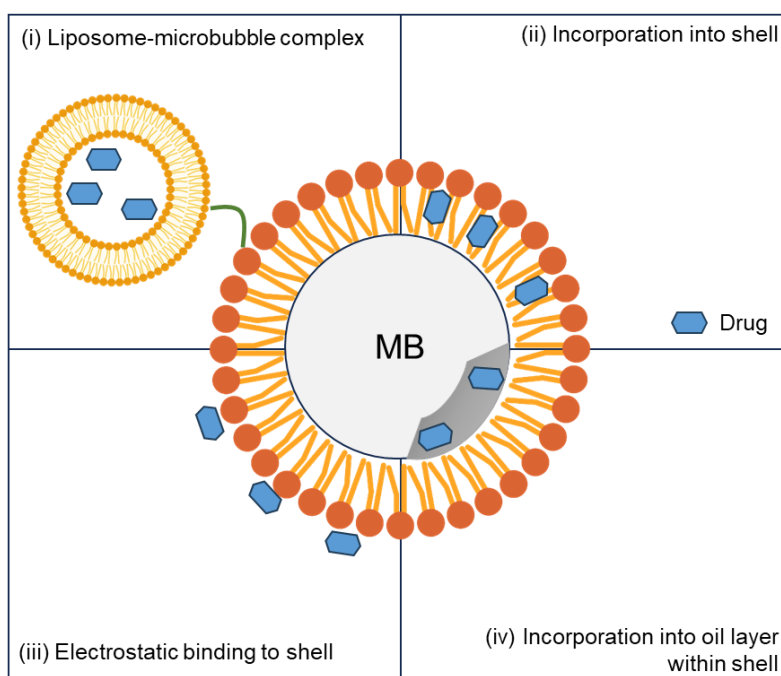 (i) Liposome-microbubble complex
(ii) Incorporation into shell
MB
Drug
(iii) Electrostatic binding to shell
(iv) Incorporation into oil layer
within shell